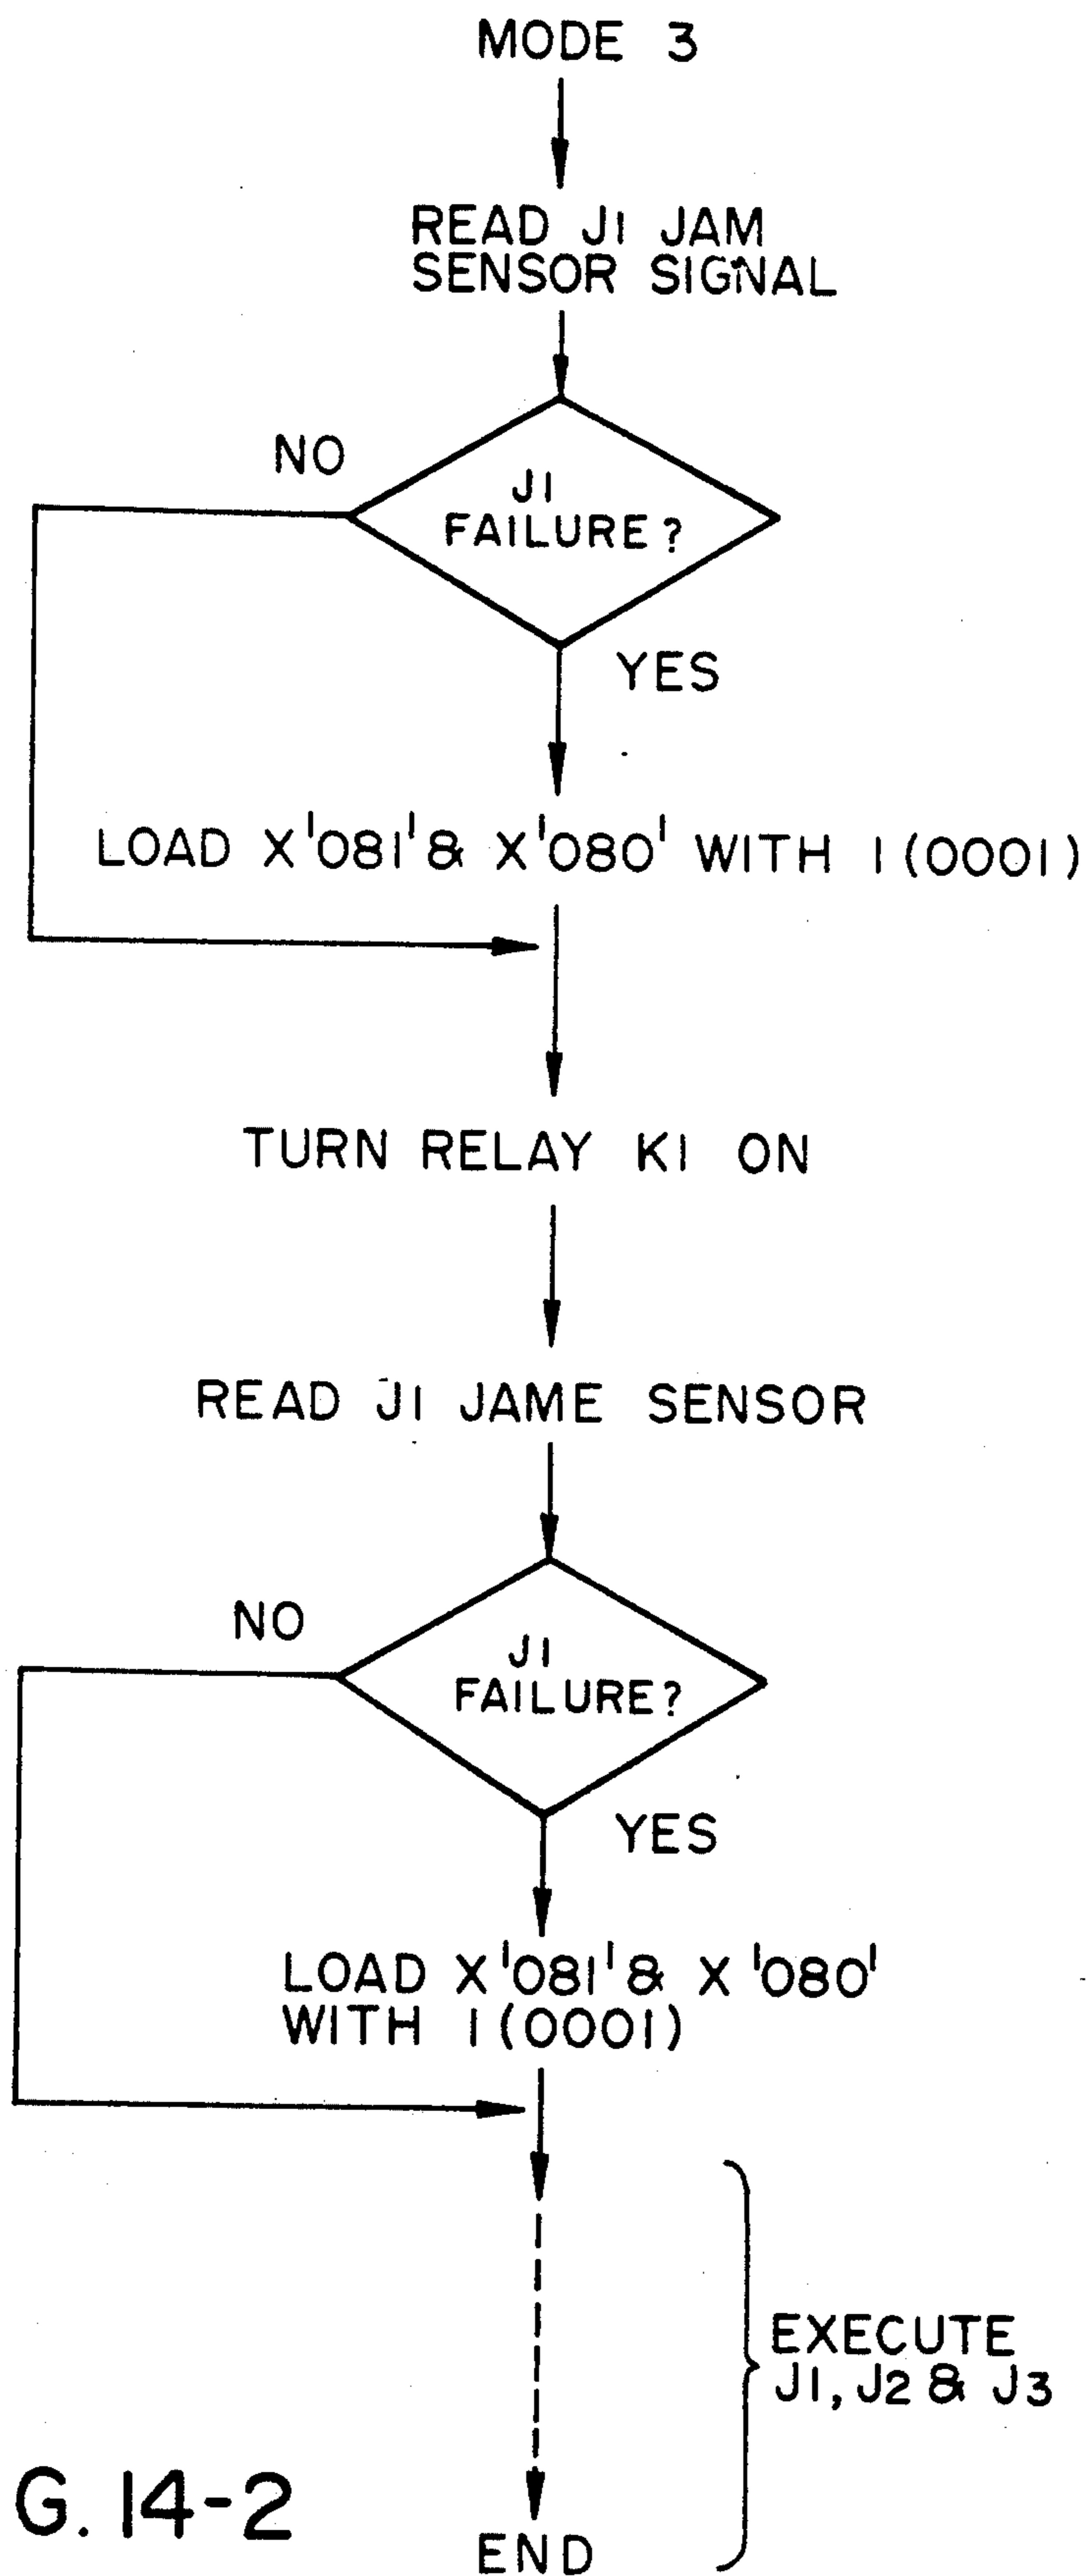 MODE 3
READ J1 JAM
SENSOR SIGNAL
NO
J1
FAILURE?
YES
LOAD X'081' & X'080' WITH 1 (0001)
TURN RELAY K1 ON
READ J1 JAME SENSOR
NO
J1
FAILURE?
YES
LOAD X'081' & X'080'
WITH 1 (0001)
EXECUTE
J1, J2 & J3
G. 14-2
END